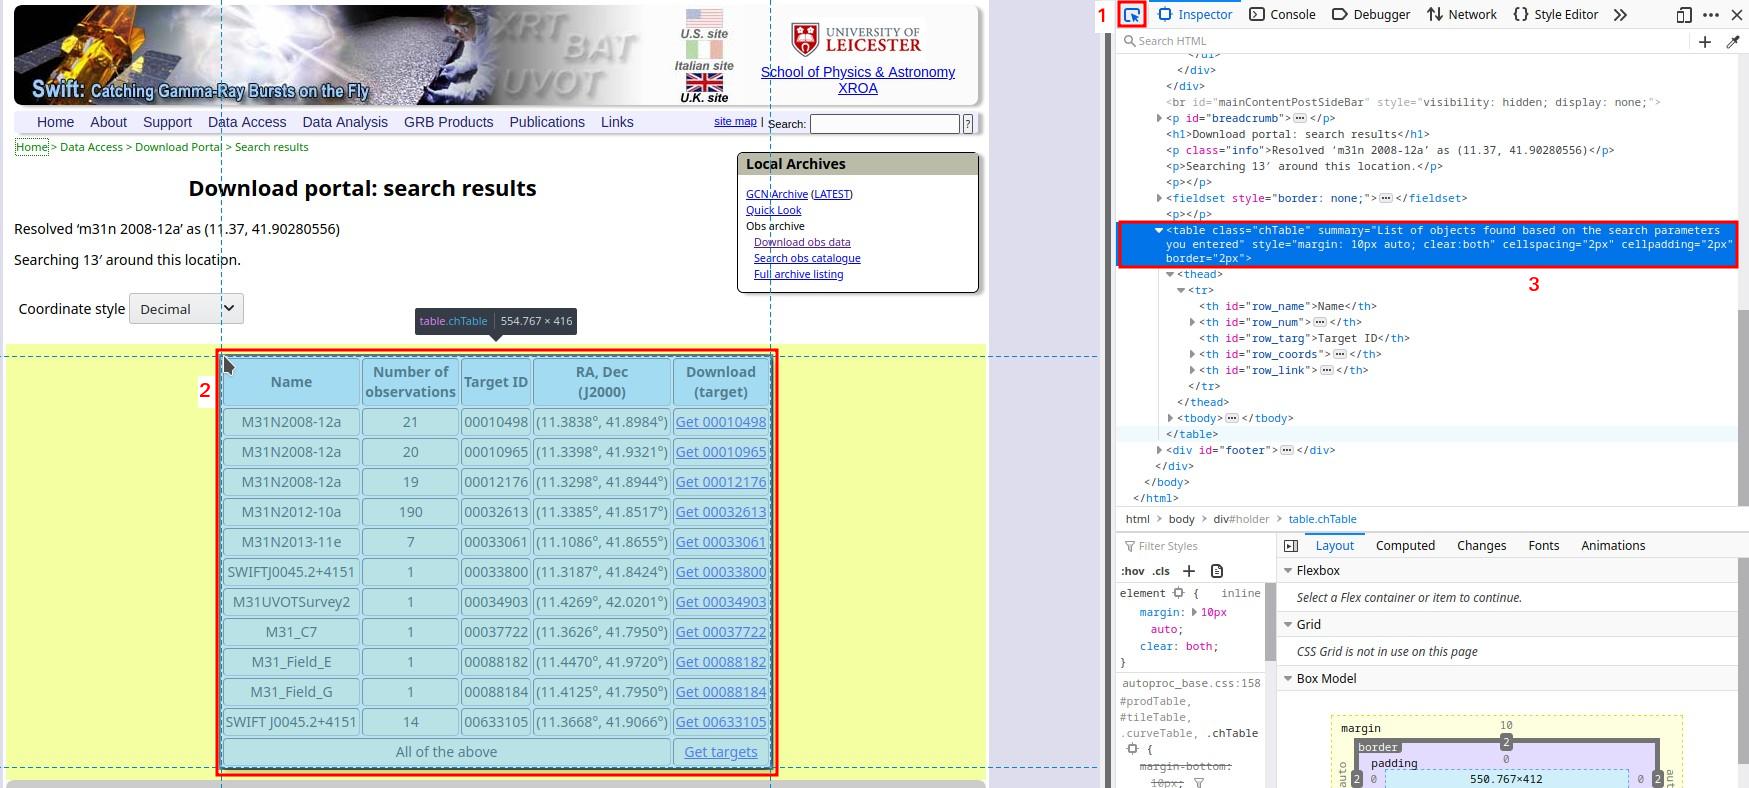 XRT
BAT
UVOT
Swift: Catching Gamma-Ray Bursts on the Fly
U.S. site
Italian site
U.K. site
UNIVERSITY OF
LEICESTER
School of Physics & Astronomy
XROA
Home About Support Data Access Data Analysis GRB Products Publications Links site map | Search: ?
Home > Data Access > Download Portal > Search results
Download portal: search results
Resolved ‘m31n 2008-12a’ as (11.37, 41.90280556)
Searching 13′ around this location.
Coordinate style Decimal
Local Archives
GCN Archive (LATEST)
Quick Look
Obs archive
Download obs data
Search obs catalogue
Full archive listing
table.chTable 554.767 × 416
2
Name Number of observations Target ID RA, Dec (J2000) Download (target)
M31N2008-12a 21 00010498 (11.3838°, 41.8984°) Get 00010498
M31N2008-12a 20 00010965 (11.3398°, 41.9321°) Get 00010965
M31N2008-12a 19 00012176 (11.3298°, 41.8944°) Get 00012176
M31N2012-10a 190 00032613 (11.3385°, 41.8517°) Get 00032613
M31N2013-11e 7 00033061 (11.1086°, 41.8655°) Get 00033061
SWIFTJ0045.2+4151 1 00033800 (11.3187°, 41.8424°) Get 00033800
M31UVOTSurvey2 1 00034903 (11.4269°, 42.0201°) Get 00034903
M31_C7 1 00037722 (11.3626°, 41.7950°) Get 00037722
M31_Field_E 1 00088182 (11.4470°, 41.9720°) Get 00088182
M31_Field_G 1 00088184 (11.4125°, 41.7950°) Get 00088184
SWIFT J0045.2+4151 14 00633105 (11.3668°, 41.9066°) Get 00633105
All of the above Get targets
1
Inspector Console Debugger Network Style Editor
Search HTML
</div>
</div>
<br id="mainContentPostSideBar" style="visibility: hidden; display: none;">
<p id="breadcrumb"></p>
<h1>Download portal: search results</h1>
<p class="info">Resolved ‘m31n 2008-12a’ as (11.37, 41.90280556)</p>
<p>Searching 13′ around this location.</p>
<p></p>
<fieldset style="border: none;"></fieldset>
<p></p>
<table class="chTable" summary="List of objects found based on the search parameters
you entered" style="margin: 10px auto; clear:both" cellspacing="2px" cellpadding="2px"
border="2px">
3
<thead>
<tr>
<th id="row_name">Name</th>
<th id="row_num"></th>
<th id="row_targ">Target ID</th>
<th id="row_coords"></th>
<th id="row_link"></th>
</tr>
</thead>
<tbody></tbody>
</table>
<div id="footer"></div>
</div>
</body>
</html>
html > body > div#holder > table.chTable
Filter Styles
:hov .cls
element { inline
margin: 10px
auto;
clear: both;
}
autoproc_base.css:158
#prodTable,
#tileTable,
.curveTable, .chTable
{
margin-bottom:
10px;
Layout Computed Changes Fonts Animations
Flexbox
Select a Flex container or item to continue.
Grid
CSS Grid is not in use on this page
Box Model
margin 10
border 2
padding 0
auto 2 0 550.767×412 0 2 aut